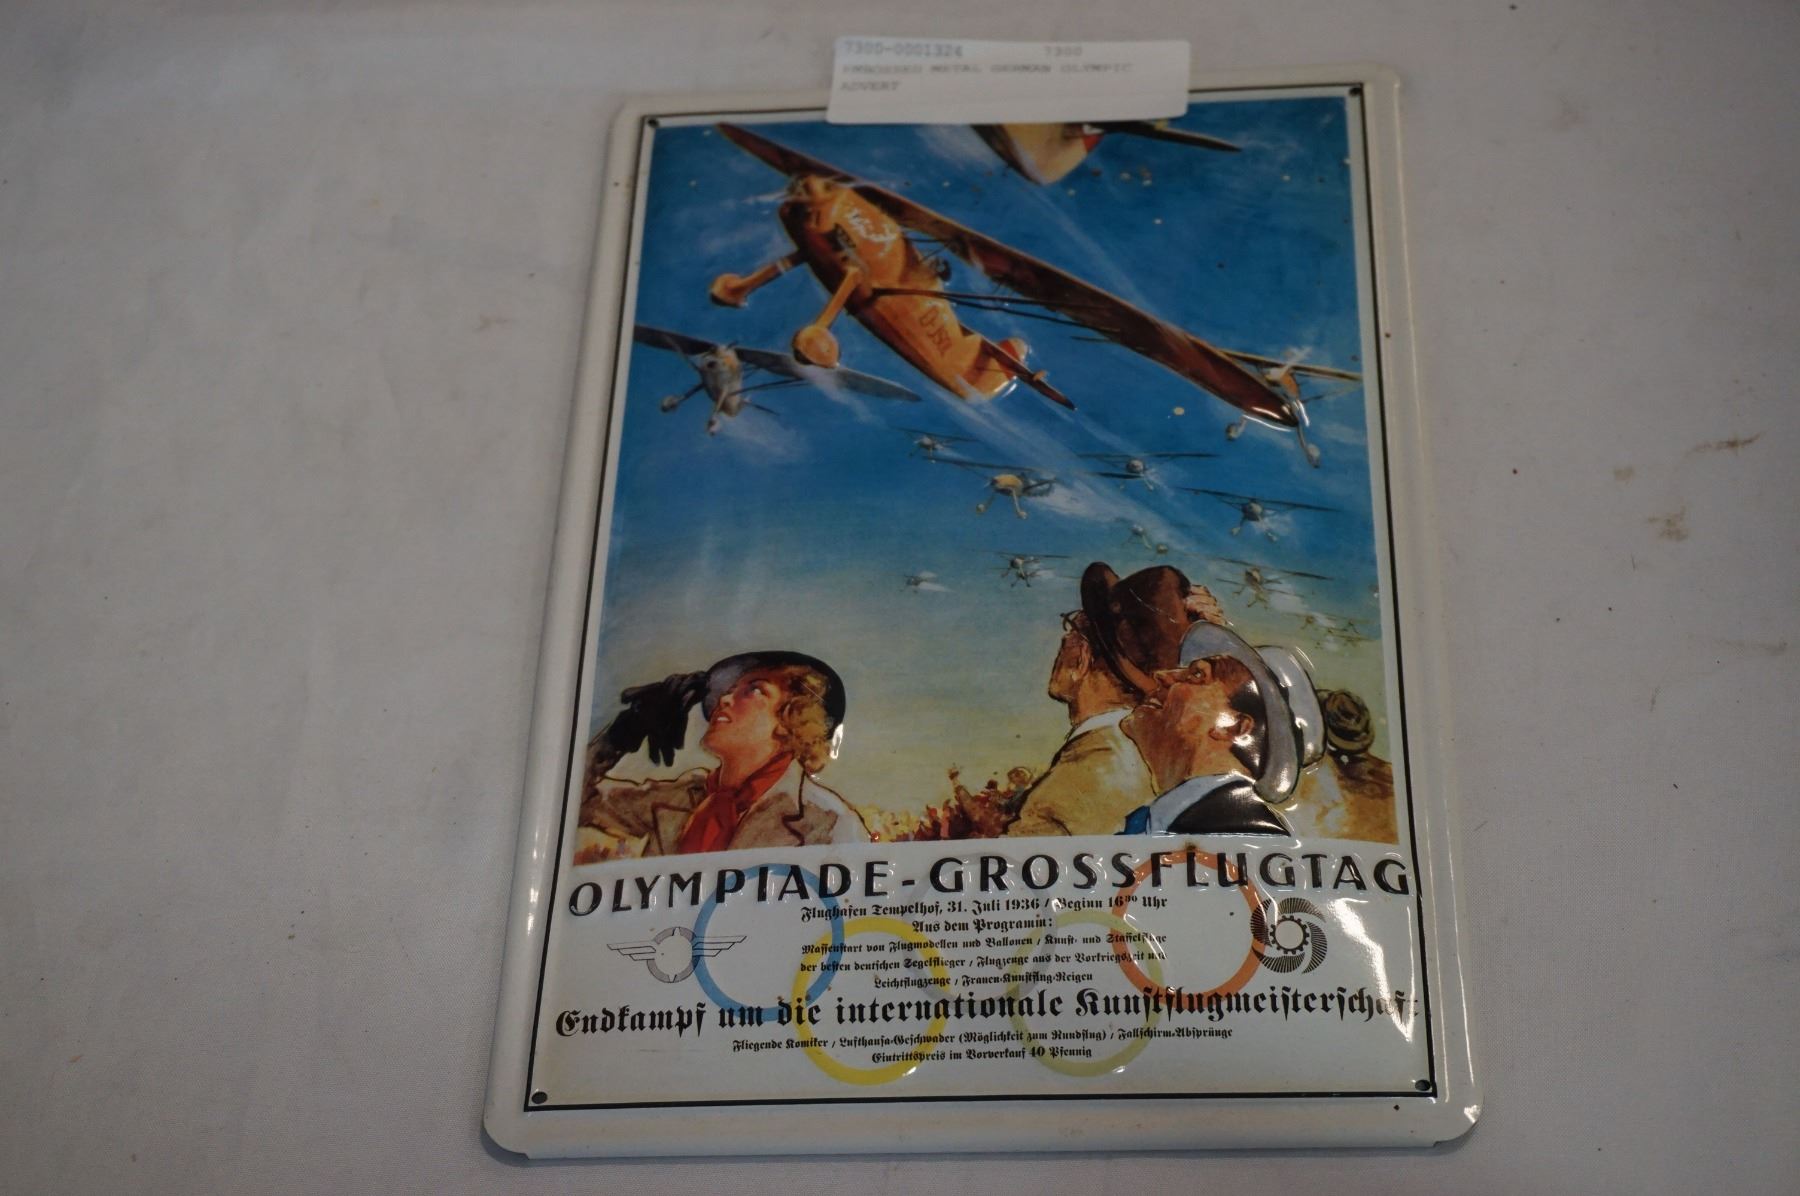 7300-0001324 7300
EMBOSSED METAL GERMAN OLYMPIC
ADVERT
OLYMPIADE-GROSSFLUGTAG
Flughafen Tempelhof, 31. Juli 1936 / Beginn 16⁰⁰ Uhr
Aus dem Programm:
Massenstart von Flugmodellen und Ballonen / Kunst- und Staffelflüge
der besten deutschen Segelflieger / Flugzeuge aus der Vorkriegszeit und
Leichtflugzeuge / Frauen-Kunstflug-Reigen
Endkampf um die internationale Kunstflugmeisterschaft
Fliegende Komiker / Lufthansa-Geschwader (Möglichkeit zum Rundflug) / Fallschirm-Absprünge
Eintrittspreis im Vorverkauf 40 Pfennig